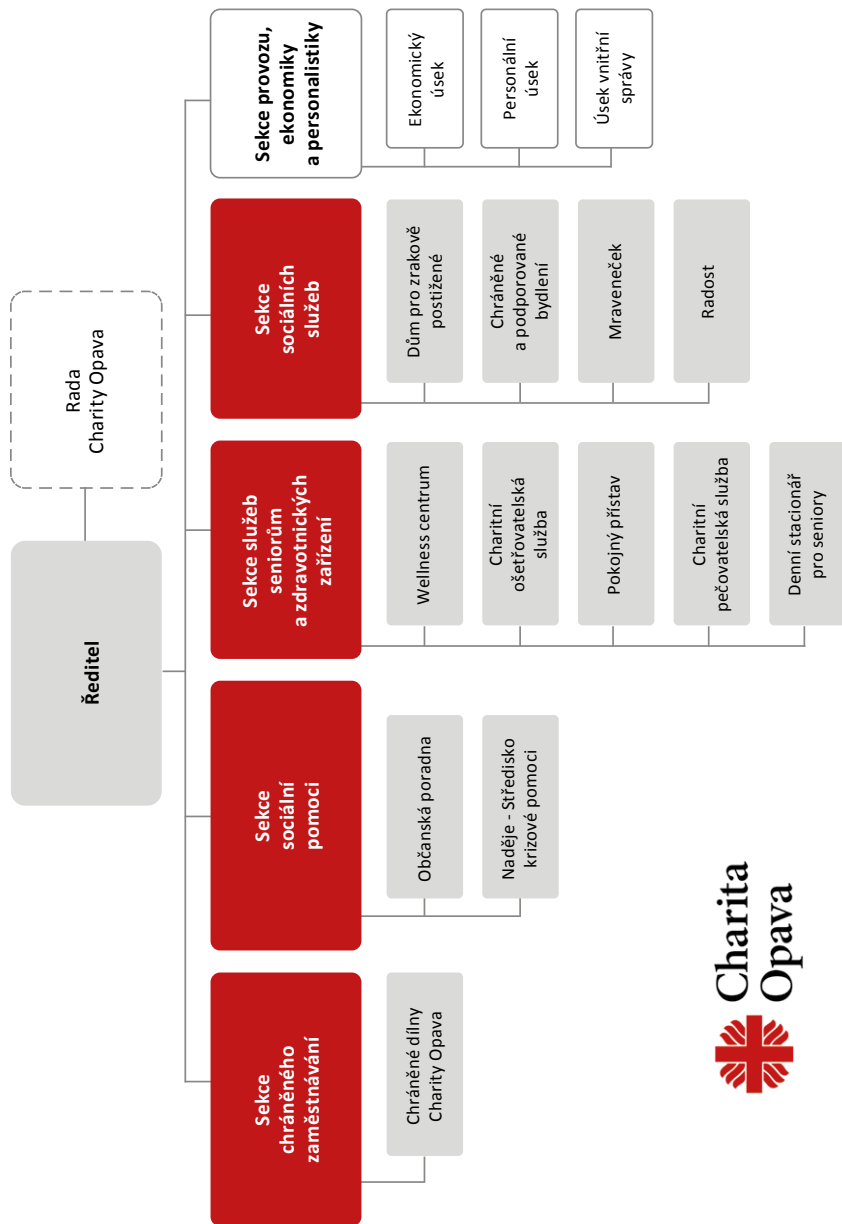 Ředitel
Rada
Charity Opava
Sekce
chráněného
zaměstnávání
Chráněné dílny
Charity Opava
Sekce
sociální
pomoci
Občanská poradna
Naděje - Středisko
krizové pomoci
Sekce služeb
seniorům
a zdravotnických
zařízení
Wellness centrum
Charitní
ošetřovatelská
služba
Pokojný přístav
Charitní
pečovatelská služba
Denní stacionář
pro seniory
Sekce
sociálních
služeb
Dům pro zrakově
postižené
Chráněné
a podporované
bydlení
Mraveneček
Radost
Sekce provozu,
ekonomiky
a personalistiky
Ekonomický
úsek
Personální
úsek
Úsek vnitřní
správy
Charita
Opava